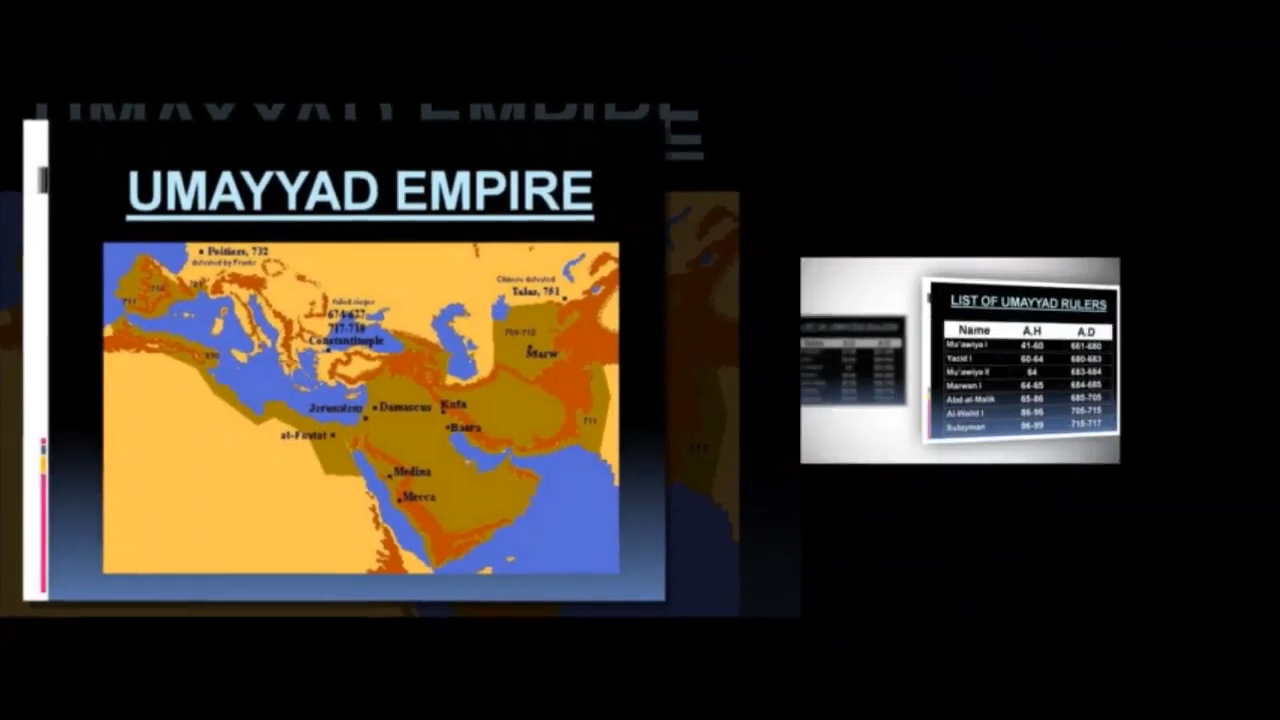 UMAYYAD EMPIRE
Poitiers, 732
defeated by Franks
Chinese defeated
Talas, 751
711
failed sieges
674-677
717-718
Constantinople
Marw
Jerusalem
Damascus
Kufa
al-Fustat
Basra
711
Medina
Mecca
LIST OF UMAYYAD RULERS
Name A.H A.D
Mu'awiya I 41-60 661-680
Yazid I 60-64 680-683
Mu'awiya II 64 683-684
Marwan I 64-65 684-685
Abd al-Malik 65-86 685-705
Al-Walid I 86-96 705-715
Sulayman 96-99 715-717